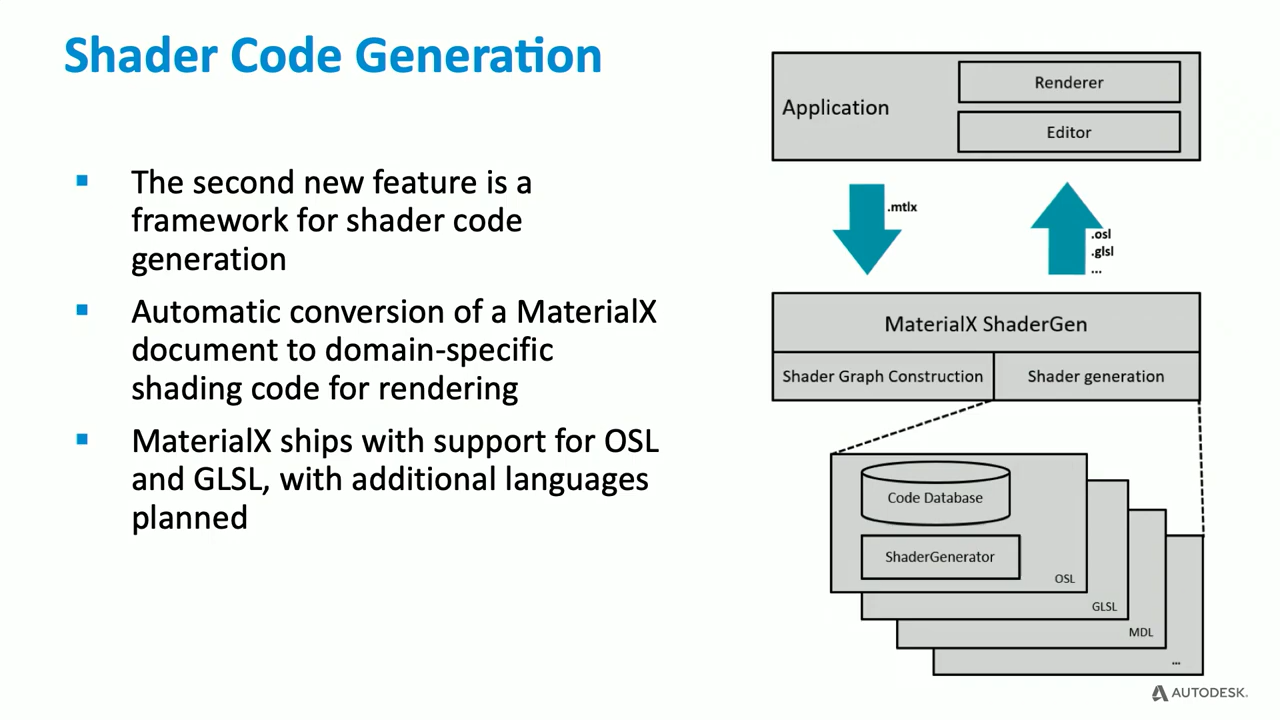 Shader Code Generation
The second new feature is a
framework for shader code
generation
Automatic conversion of a MaterialX
document to domain-specific
shading code for rendering
MaterialX ships with support for OSL
and GLSL, with additional languages
planned
Application
Renderer
Editor
.mtlx
.osl
.glsl
...
MaterialX ShaderGen
Shader Graph Construction
Shader generation
Code Database
ShaderGenerator
OSL
GLSL
MDL
...
AUTODESK.